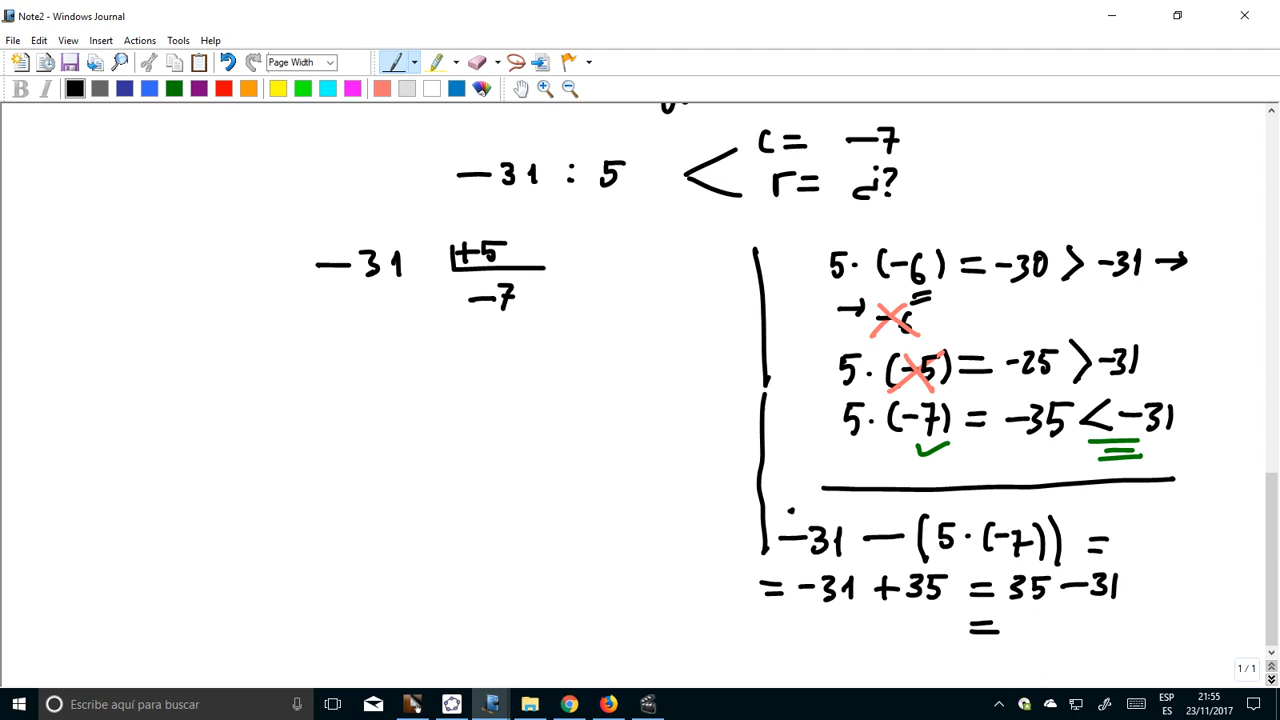 Note2 - Windows Journal
File Edit View Insert Actions Tools Help
Page Width
B I
-31 : 5 < c = -7
r = ¿?
-31 |+5
-7
5 · (-6) = -30 > -31 →
→ -6
5 · (-5) = -25 > -31
5 · (-7) = -35 < -31
-31 - (5 · (-7)) =
= -31 + 35 = 35 - 31
=
1 / 1
Escribe aquí para buscar
ESP
ES
21:55
23/11/2017